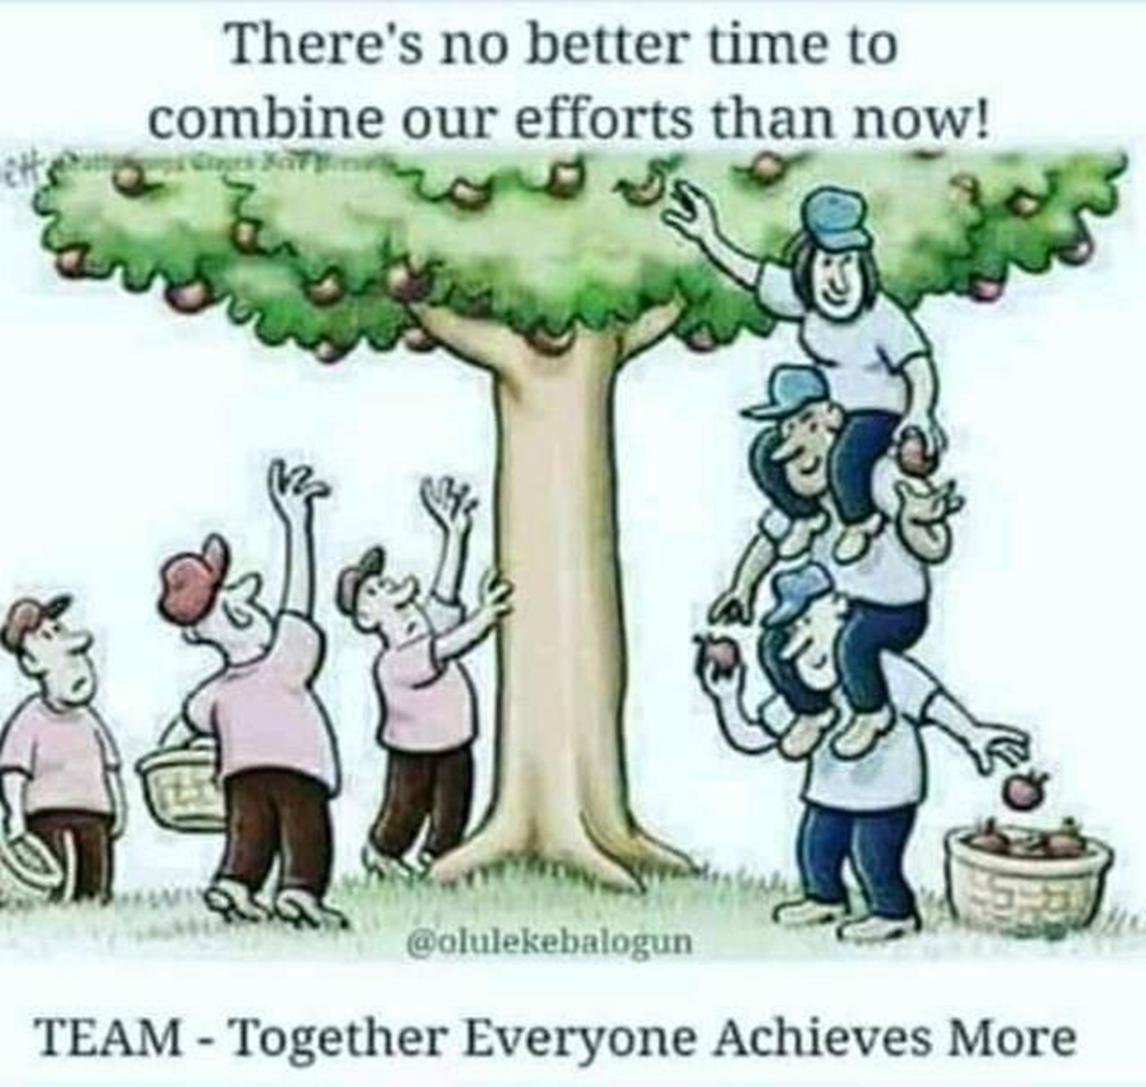 There's no better time to
combine our efforts than now!
@olulekebalogun
TEAM - Together Everyone Achieves More